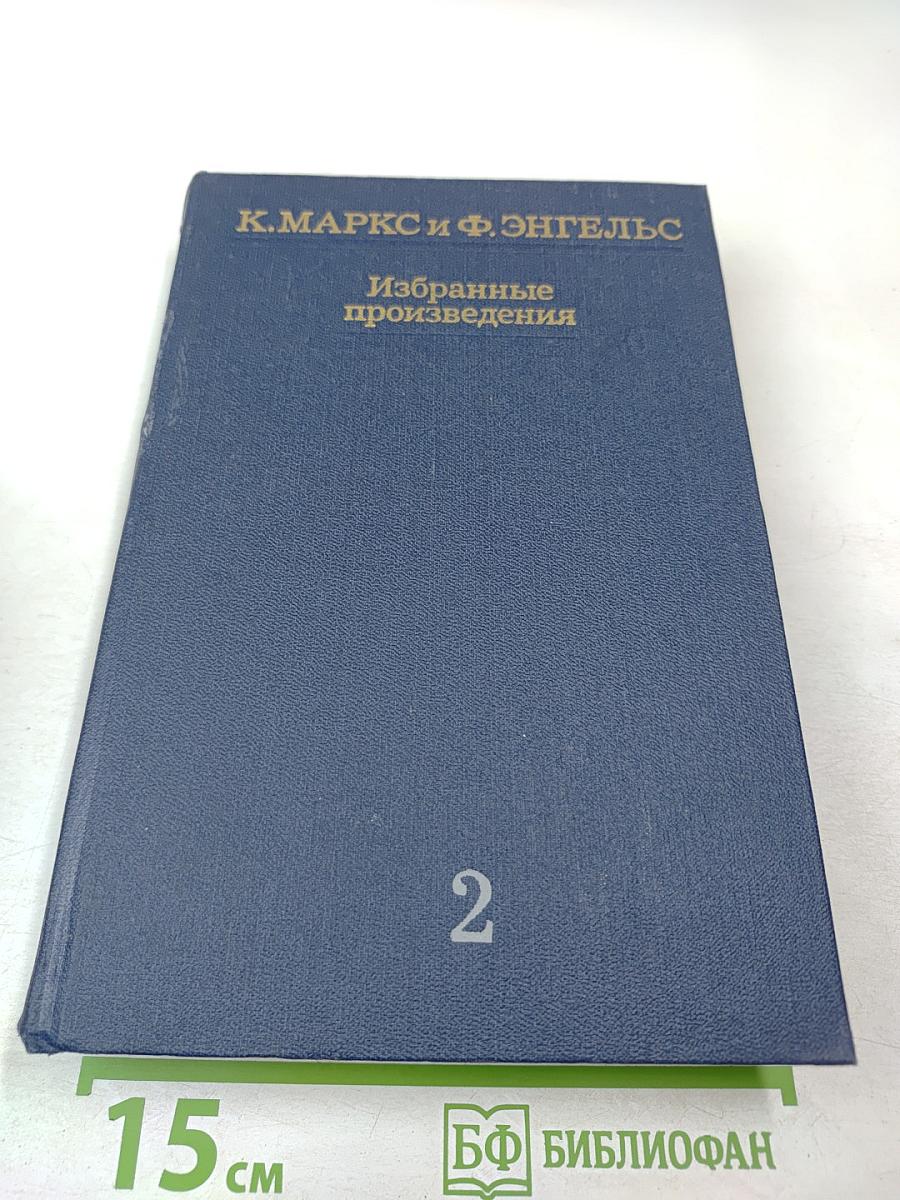 К. МАРКС и Ф. ЭНГЕЛЬС
Избранные
произведения
2
15 см
БФ БИБЛИОФАН